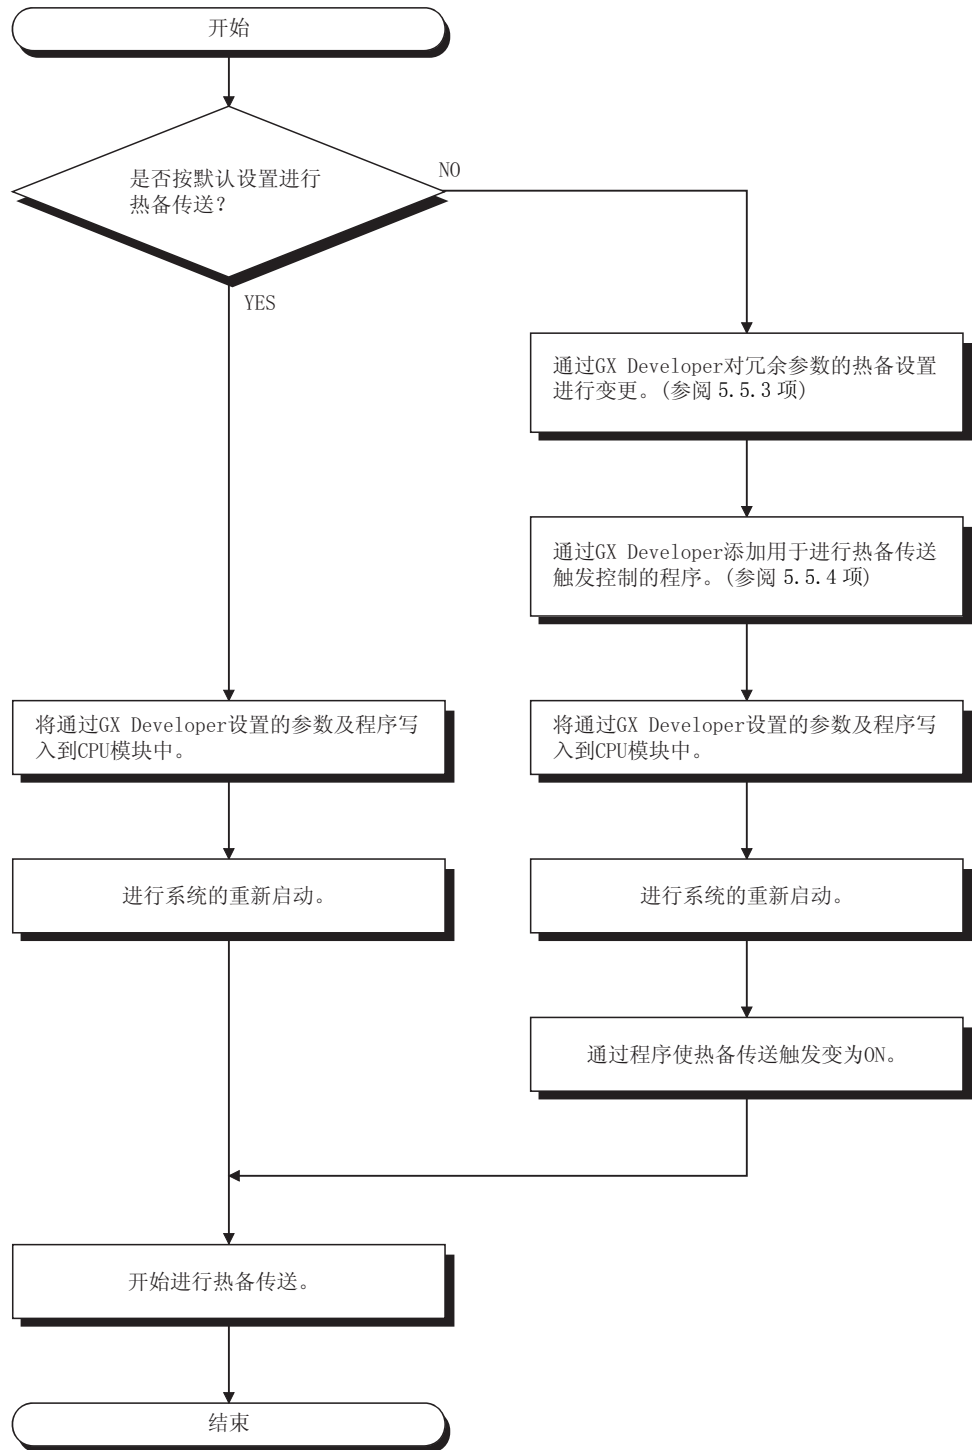 开始
是否按默认设置进行
热备传送？
NO
YES
通过GX Developer对冗余参数的热备设置
进行变更。(参阅 5.5.3 项)
通过GX Developer添加用于进行热备传送
触发控制的程序。(参阅 5.5.4 项)
将通过GX Developer设置的参数及程序写
入到CPU模块中。
将通过GX Developer设置的参数及程序写
入到CPU模块中。
进行系统的重新启动。
进行系统的重新启动。
通过程序使热备传送触发变为ON。
开始进行热备传送。
结束